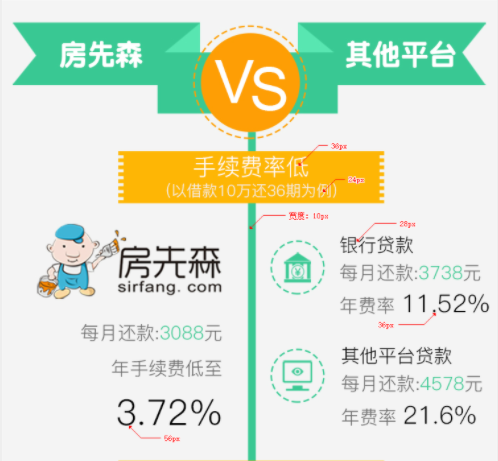 房先森
VS
其他平台
手续费率低
36px
(以借款10万还36期为例)
24px
宽度：10px
房先森
sirfang. com
每月还款:3088元
年手续费低至
3.72%
56px
28px
银行贷款
每月还款:3738元
年费率 11.52%
36px
其他平台贷款
每月还款:4578元
年费率 21.6%